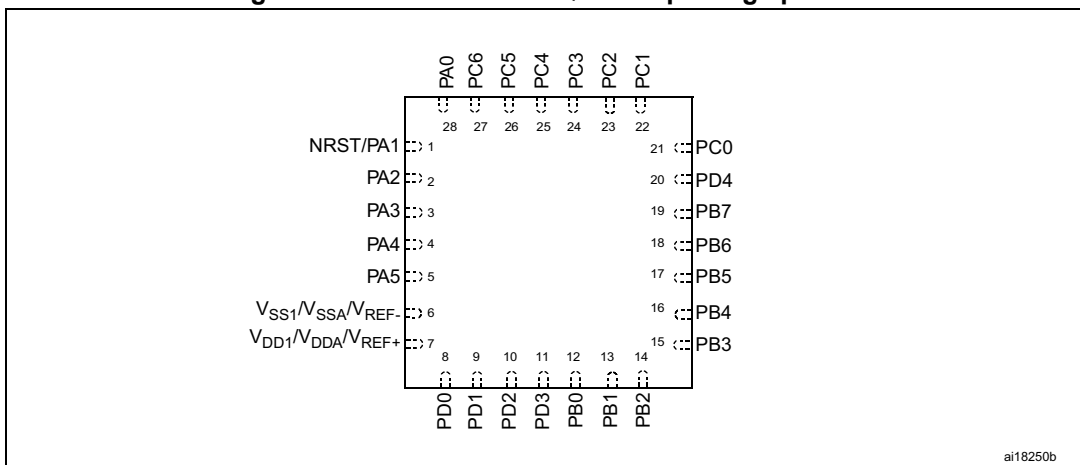 PA0 PC6 PC5 PC4 PC3 PC2 PC1
28 27 26 25 24 23 22
NRST/PA1 1 21 PC0
PA2 2 20 PD4
PA3 3 19 PB7
PA4 4 18 PB6
PA5 5 17 PB5
VSS1/VSSA/VREF- 6 16 PB4
VDD1/VDDA/VREF+ 7 15 PB3
8 9 10 11 12 13 14
PD0 PD1 PD2 PD3 PB0 PB1 PB2
ai18250b